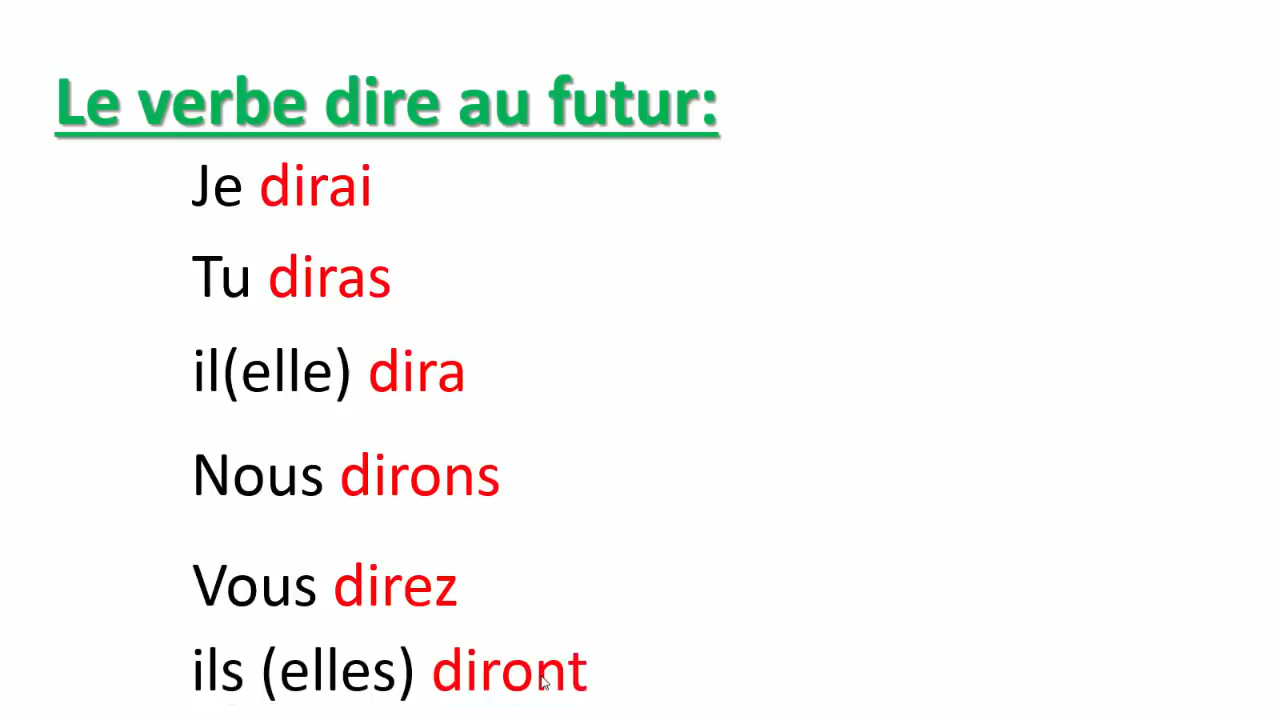 Le verbe dire au futur:
Je dirai
Tu diras
il(elle) dira
Nous dirons
Vous direz
ils (elles) diront